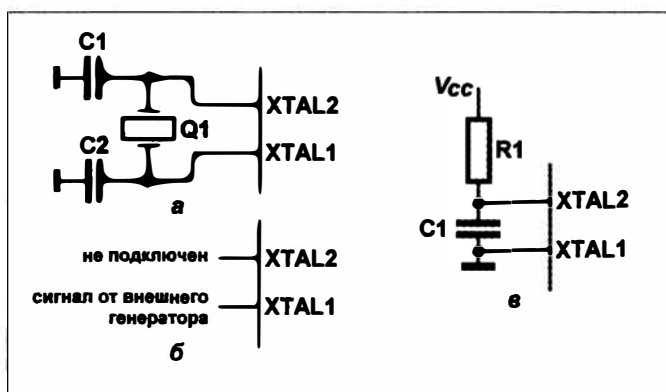 C1
XTAL2
Q1
C2
XTAL1
а
не подключен
XTAL2
сигнал от внешнего
генератора
XTAL1
б
Vcc
R1
XTAL2
C1
XTAL1
в